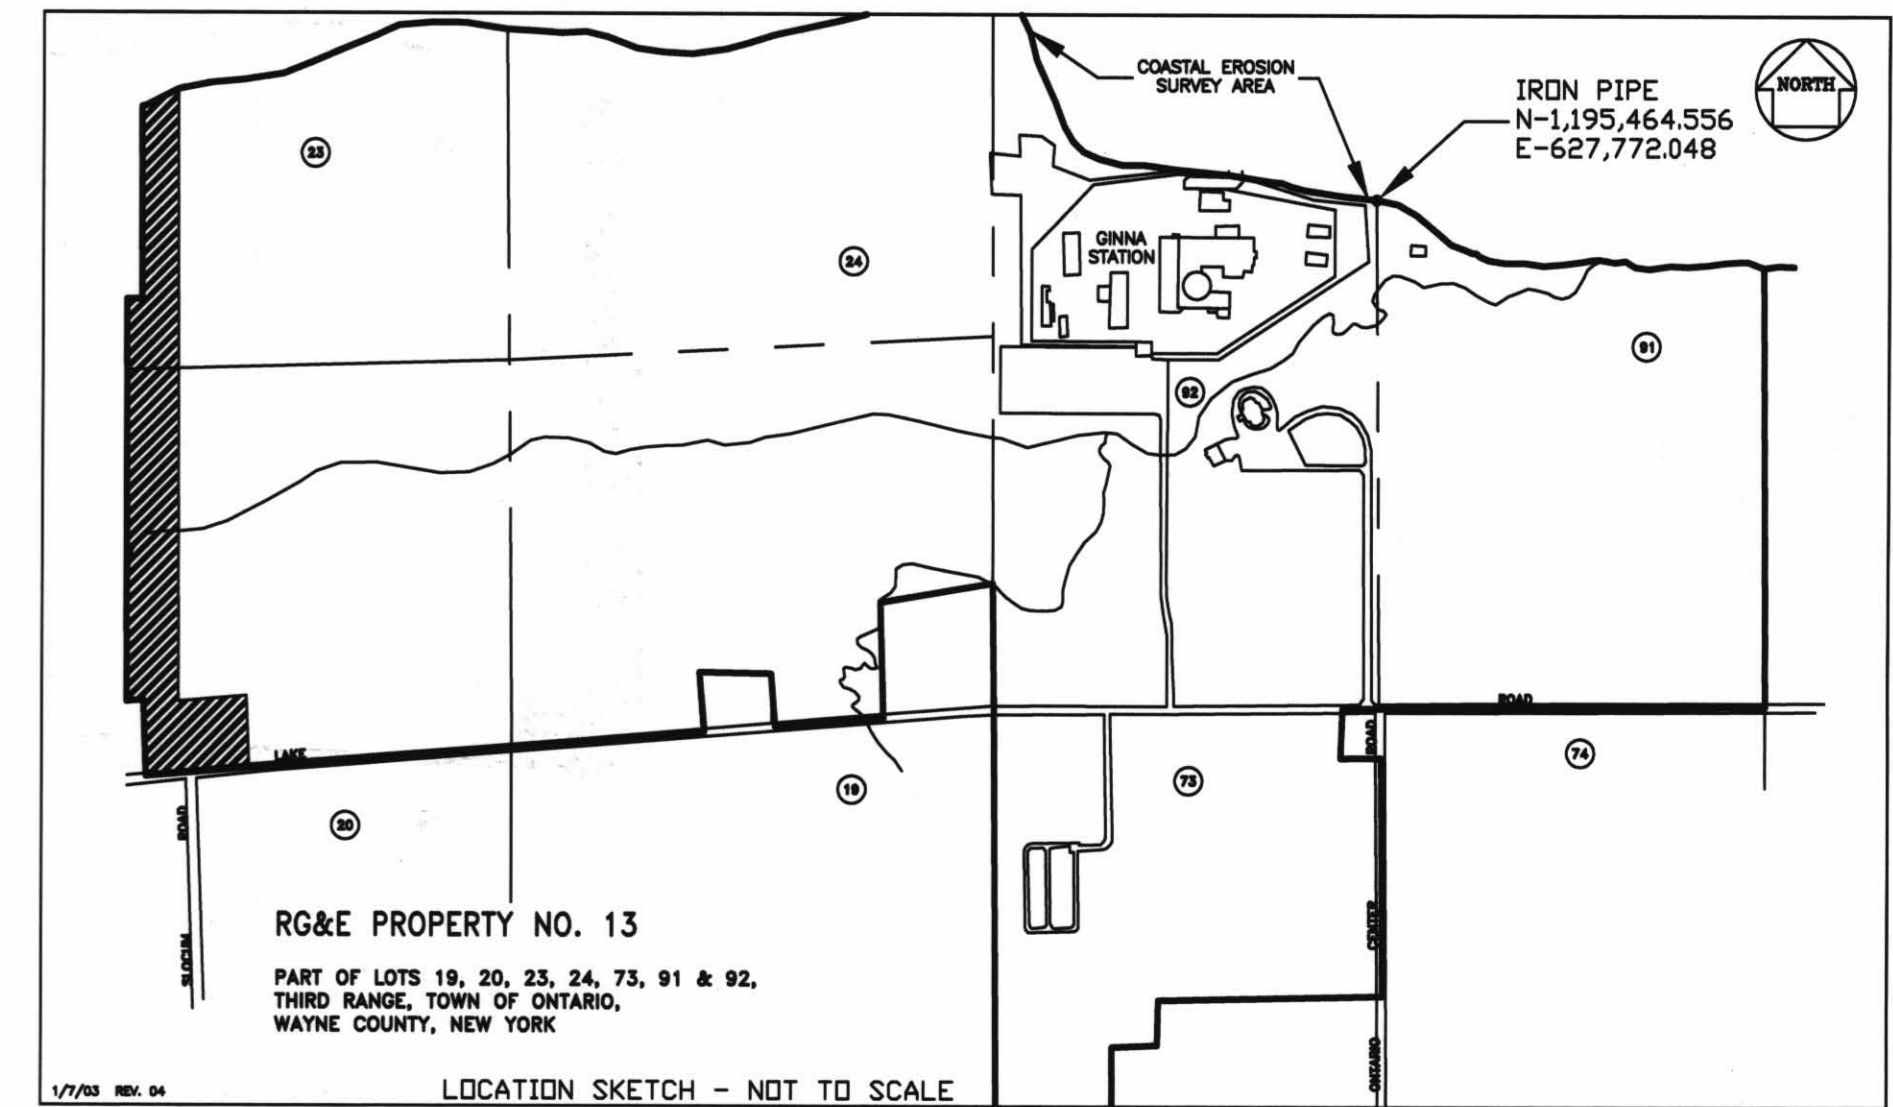 COASTAL EROSION
SURVEY AREA
IRON PIPE
N-1,195,464.556
E-627,772.048
NORTH
23
24
GINNA
STATION
91
92
ROAD
LAKE
ROAD
74
73
19
20
ROAD
SLOCUM
CENTER
ONTARIO
RG&E PROPERTY NO. 13
PART OF LOTS 19, 20, 23, 24, 73, 91 & 92,
THIRD RANGE, TOWN OF ONTARIO,
WAYNE COUNTY, NEW YORK
1/7/03 REV. 04
LOCATION SKETCH - NOT TO SCALE